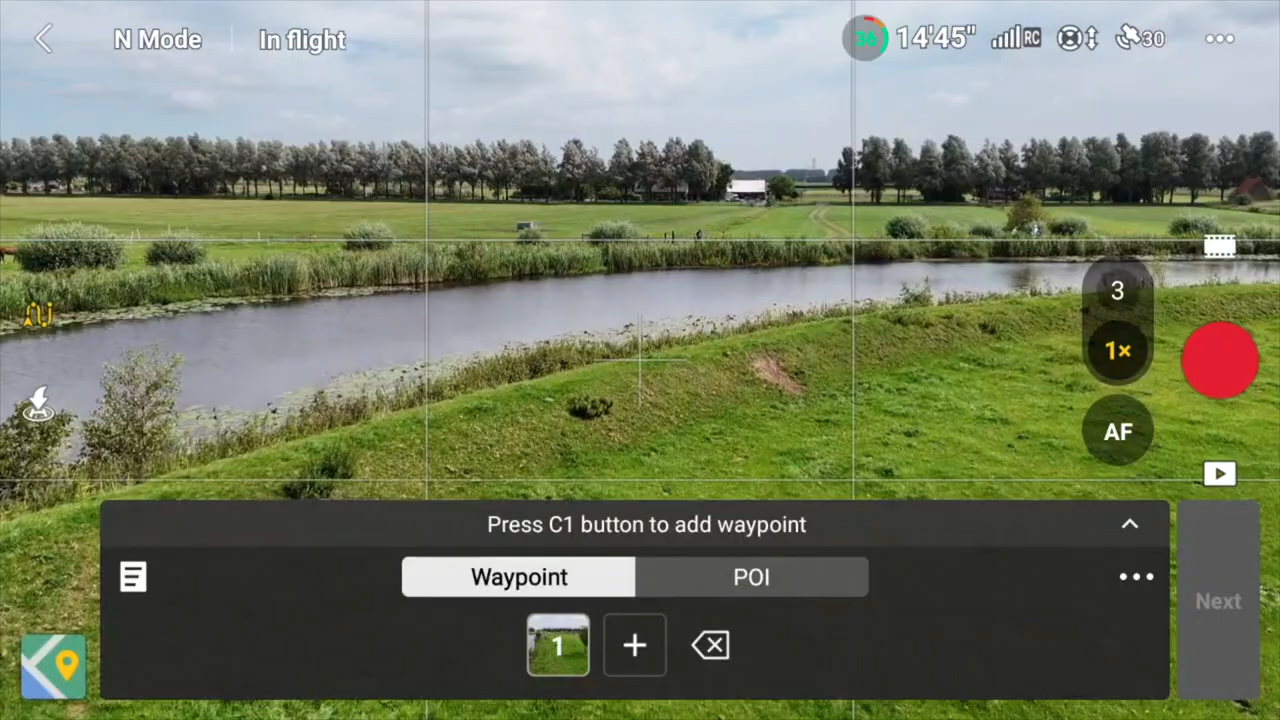 N Mode
In flight
36
14'45"
RC
30
3
1×
AF
Press C1 button to add waypoint
Waypoint
POI
Next
1